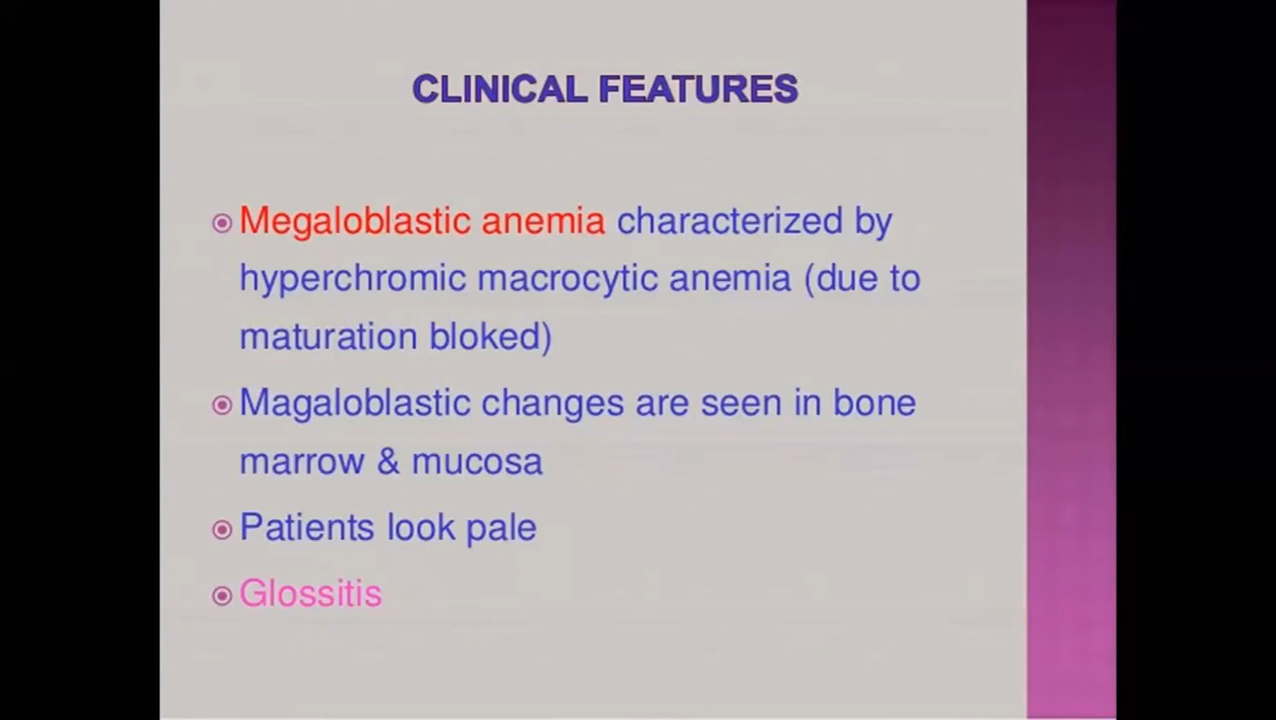 CLINICAL FEATURES
Megaloblastic anemia characterized by
hyperchromic macrocytic anemia (due to
maturation bloked)
Magaloblastic changes are seen in bone
marrow & mucosa
Patients look pale
Glossitis